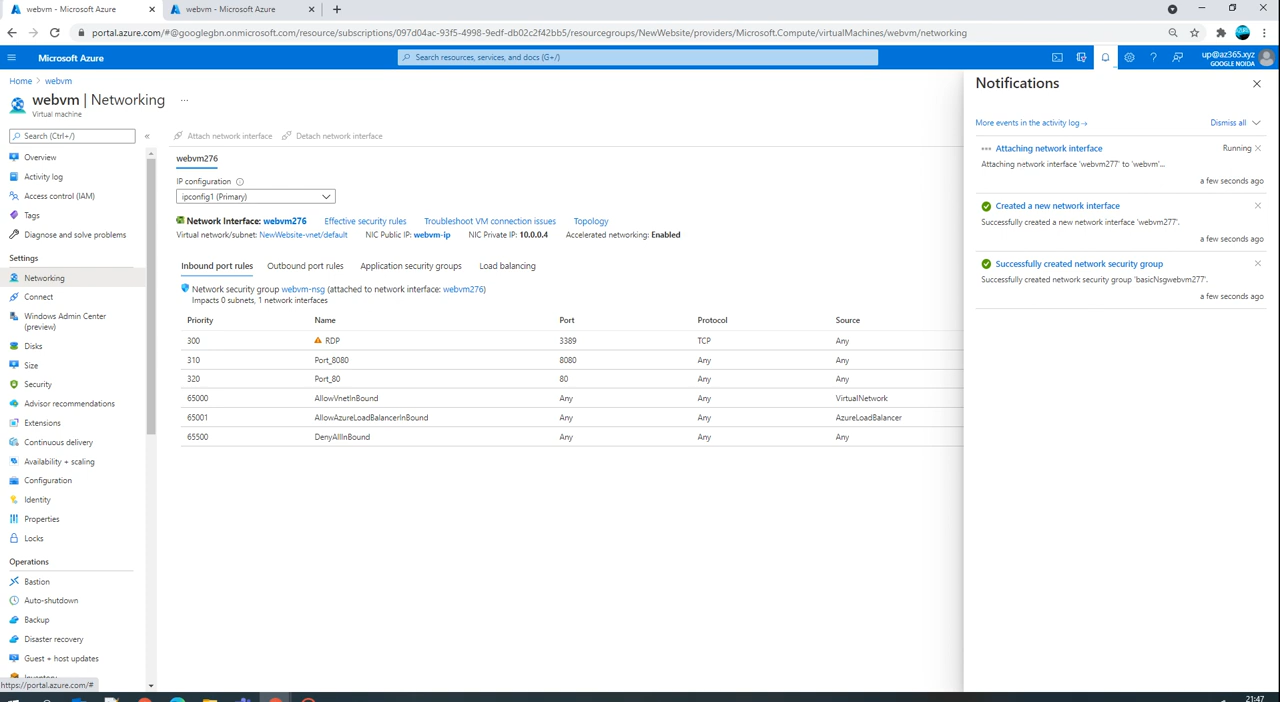 webvm - Microsoft Azure
webvm - Microsoft Azure
portal.azure.com/#@googlegbn.onmicrosoft.com/resource/subscriptions/097d04ac-93f5-4998-9edf-db02c2f42bb5/resourcegroups/NewWebsite/providers/Microsoft.Compute/virtualMachines/webvm/networking
Microsoft Azure
Search resources, services, and docs (G+/)
up@az365.xyz
GOOGLE NOIDA
Home > webvm
webvm | Networking ...
Virtual machine
Search (Ctrl+/)
«
Overview
Activity log
Access control (IAM)
Tags
Diagnose and solve problems
Settings
Networking
Connect
Windows Admin Center
(preview)
Disks
Size
Security
Advisor recommendations
Extensions
Continuous delivery
Availability + scaling
Configuration
Identity
Properties
Locks
Operations
Bastion
Auto-shutdown
Backup
Disaster recovery
Guest + host updates
https://portal.azure.com/#
Attach network interface Detach network interface
webvm276
IP configuration
ipconfig1 (Primary)
Network Interface: webvm276 Effective security rules Troubleshoot VM connection issues Topology
Virtual network/subnet: NewWebsite-vnet/default NIC Public IP: webvm-ip NIC Private IP: 10.0.0.4 Accelerated networking: Enabled
Inbound port rules Outbound port rules Application security groups Load balancing
Network security group webvm-nsg (attached to network interface: webvm276)
Impacts 0 subnets, 1 network interfaces
Priority Name Port Protocol Source
300 RDP 3389 TCP Any
310 Port_8080 8080 Any Any
320 Port_80 80 Any Any
65000 AllowVnetInBound Any Any VirtualNetwork
65001 AllowAzureLoadBalancerInBound Any Any AzureLoadBalancer
65500 DenyAllInBound Any Any Any
Notifications
More events in the activity log→ Dismiss all
Attaching network interface Running
Attaching network interface 'webvm277' to 'webvm'...
a few seconds ago
Created a new network interface
Successfully created a new network interface 'webvm277'.
a few seconds ago
Successfully created network security group
Successfully created network security group 'basicNsgwebvm277'.
a few seconds ago
21:47